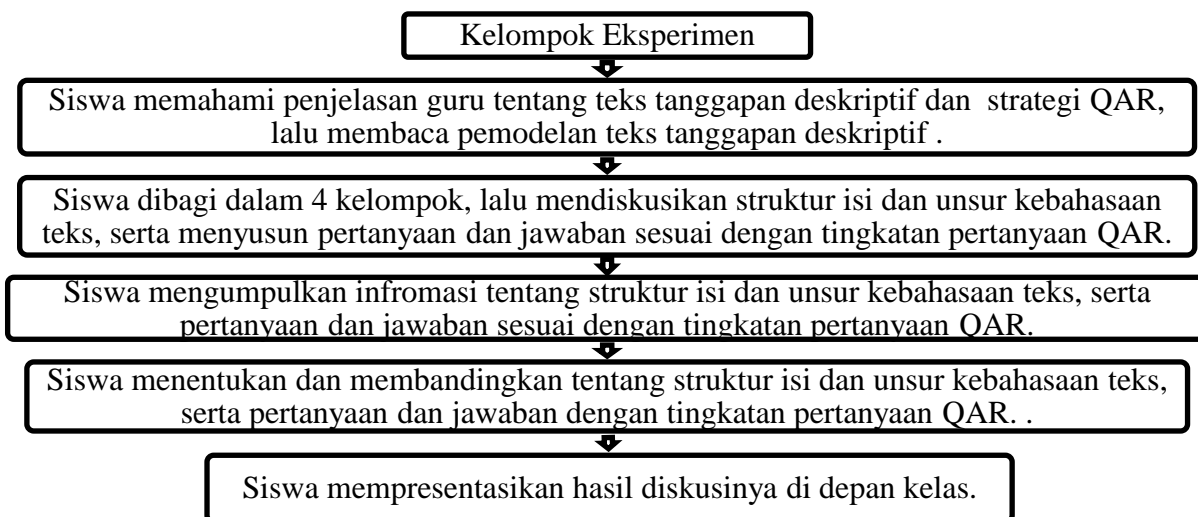 Kelompok Eksperimen
Siswa memahami penjelasan guru tentang teks tanggapan deskriptif dan  strategi QAR,
lalu membaca pemodelan teks tanggapan deskriptif .
Siswa dibagi dalam 4 kelompok, lalu mendiskusikan struktur isi dan unsur kebahasaan
teks, serta menyusun pertanyaan dan jawaban sesuai dengan tingkatan pertanyaan QAR.
Siswa mengumpulkan infromasi tentang struktur isi dan unsur kebahasaan teks, serta
pertanyaan dan jawaban sesuai dengan tingkatan pertanyaan QAR.
Siswa menentukan dan membandingkan tentang struktur isi dan unsur kebahasaan teks,
serta pertanyaan dan jawaban dengan tingkatan pertanyaan QAR. .
Siswa mempresentasikan hasil diskusinya di depan kelas.